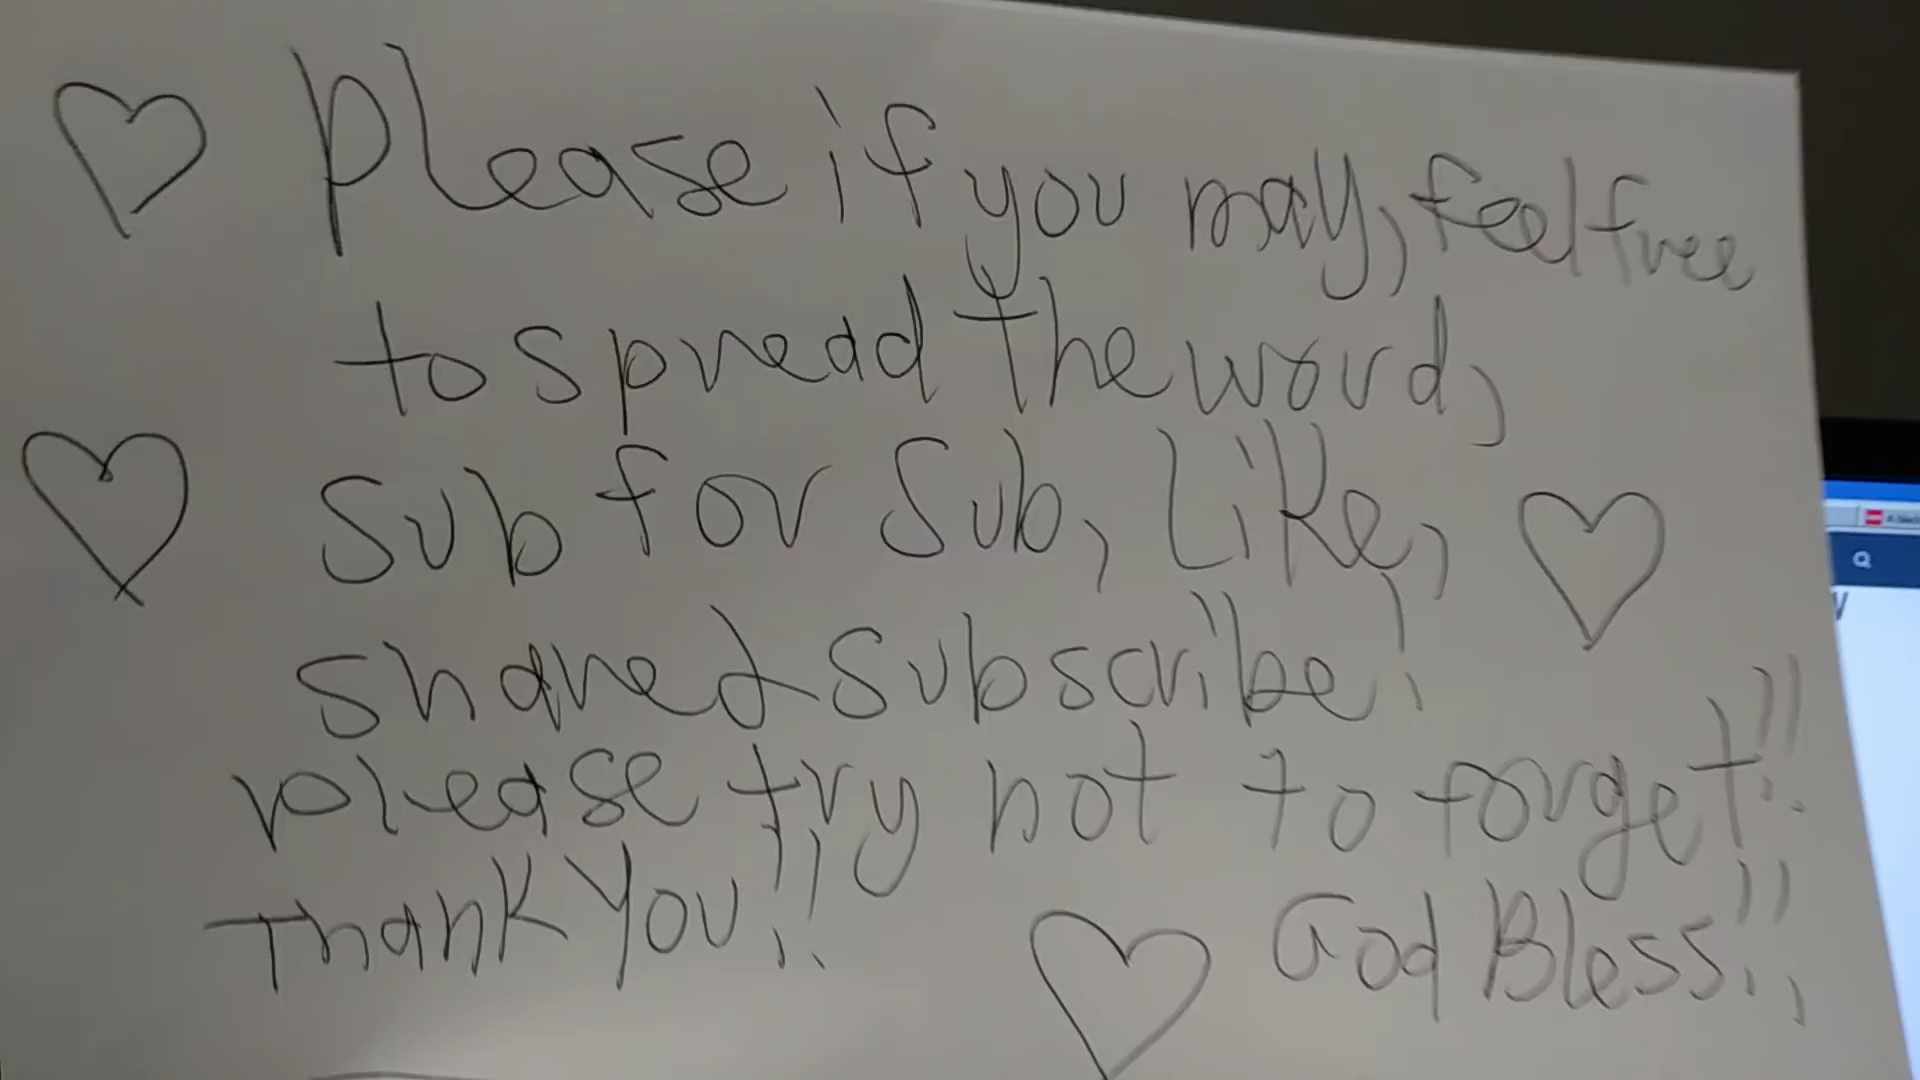 Please if you may, feel free
to spread the word,
Sub for Sub, Like,
share & subscribe!
please try not to forget!!
Thank You!!
God Bless!!